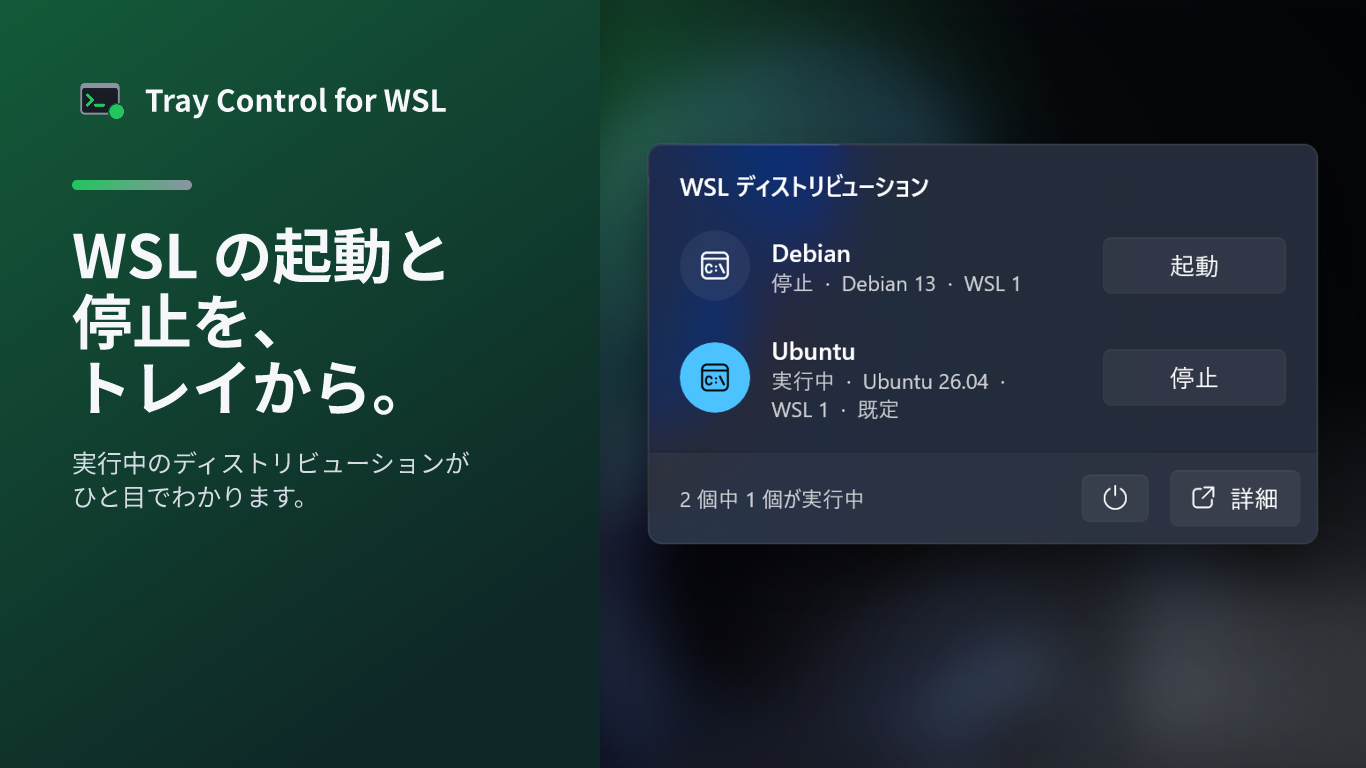 Tray Control for WSL
WSL の起動と
停止を、
トレイから。
実行中のディストリビューションが
ひと目でわかります。
WSL ディストリビューション
C:\
Debian
停止 · Debian 13 · WSL 1
起動
C:\
Ubuntu
実行中 · Ubuntu 26.04 ·
WSL 1 · 既定
停止
2 個中 1 個が実行中
詳細